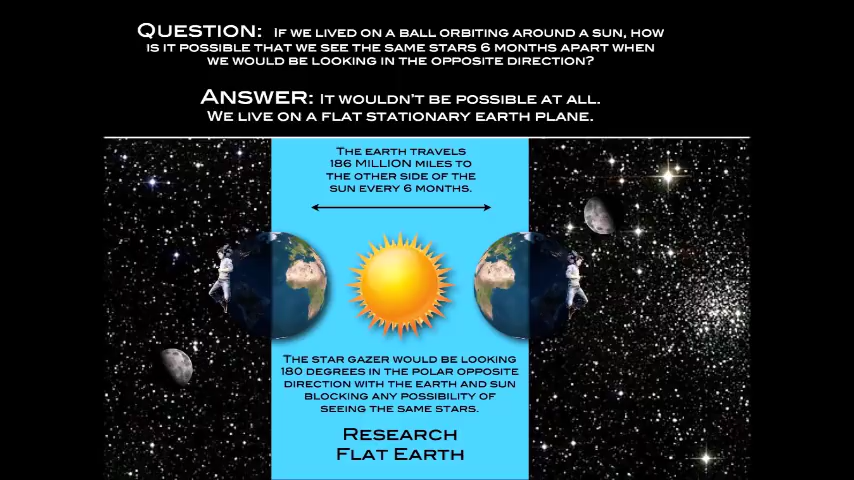 QUESTION: IF WE LIVED ON A BALL ORBITING AROUND A SUN, HOW
IS IT POSSIBLE THAT WE SEE THE SAME STARS 6 MONTHS APART WHEN
WE WOULD BE LOOKING IN THE OPPOSITE DIRECTION?
ANSWER: IT WOULDN'T BE POSSIBLE AT ALL.
WE LIVE ON A FLAT STATIONARY EARTH PLANE.
THE EARTH TRAVELS
186 MILLION MILES TO
THE OTHER SIDE OF THE
SUN EVERY 6 MONTHS.
THE STAR GAZER WOULD BE LOOKING
180 DEGREES IN THE POLAR OPPOSITE
DIRECTION WITH THE EARTH AND SUN
BLOCKING ANY POSSIBILITY OF
SEEING THE SAME STARS.
RESEARCH
FLAT EARTH